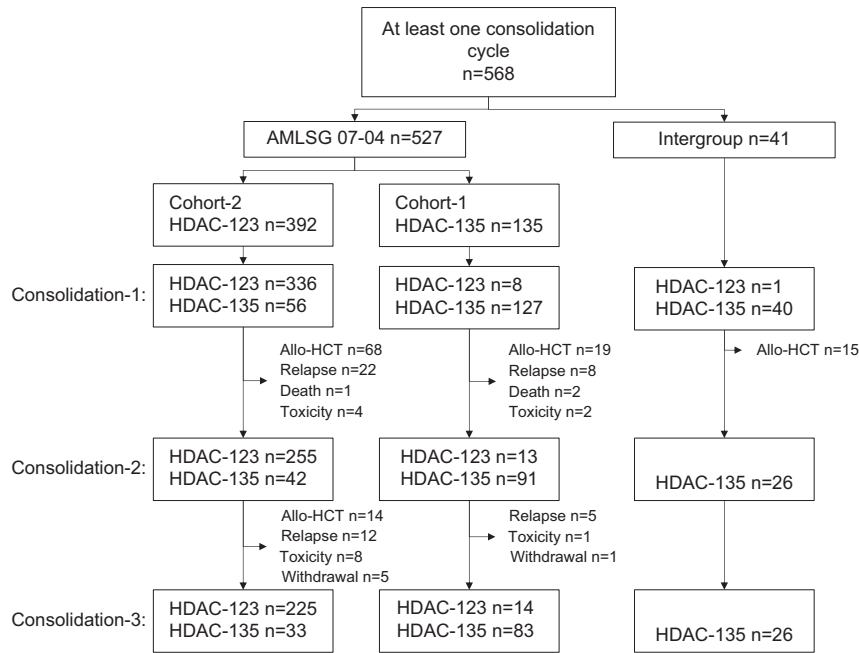 At least one consolidation
cycle
n=568
AMLSG 07-04 n=527
Intergroup n=41
Cohort-2
HDAC-123 n=392
Cohort-1
HDAC-135 n=135
Consolidation-1:
HDAC-123 n=336
HDAC-135 n=56
HDAC-123 n=8
HDAC-135 n=127
HDAC-123 n=1
HDAC-135 n=40
Allo-HCT n=68
Relapse n=22
Death n=1
Toxicity n=4
Allo-HCT n=19
Relapse n=8
Death n=2
Toxicity n=2
Allo-HCT n=15
Consolidation-2:
HDAC-123 n=255
HDAC-135 n=42
HDAC-123 n=13
HDAC-135 n=91
HDAC-135 n=26
Allo-HCT n=14
Relapse n=12
Toxicity n=8
Withdrawal n=5
Relapse n=5
Toxicity n=1
Withdrawal n=1
Consolidation-3:
HDAC-123 n=225
HDAC-135 n=33
HDAC-123 n=14
HDAC-135 n=83
HDAC-135 n=26